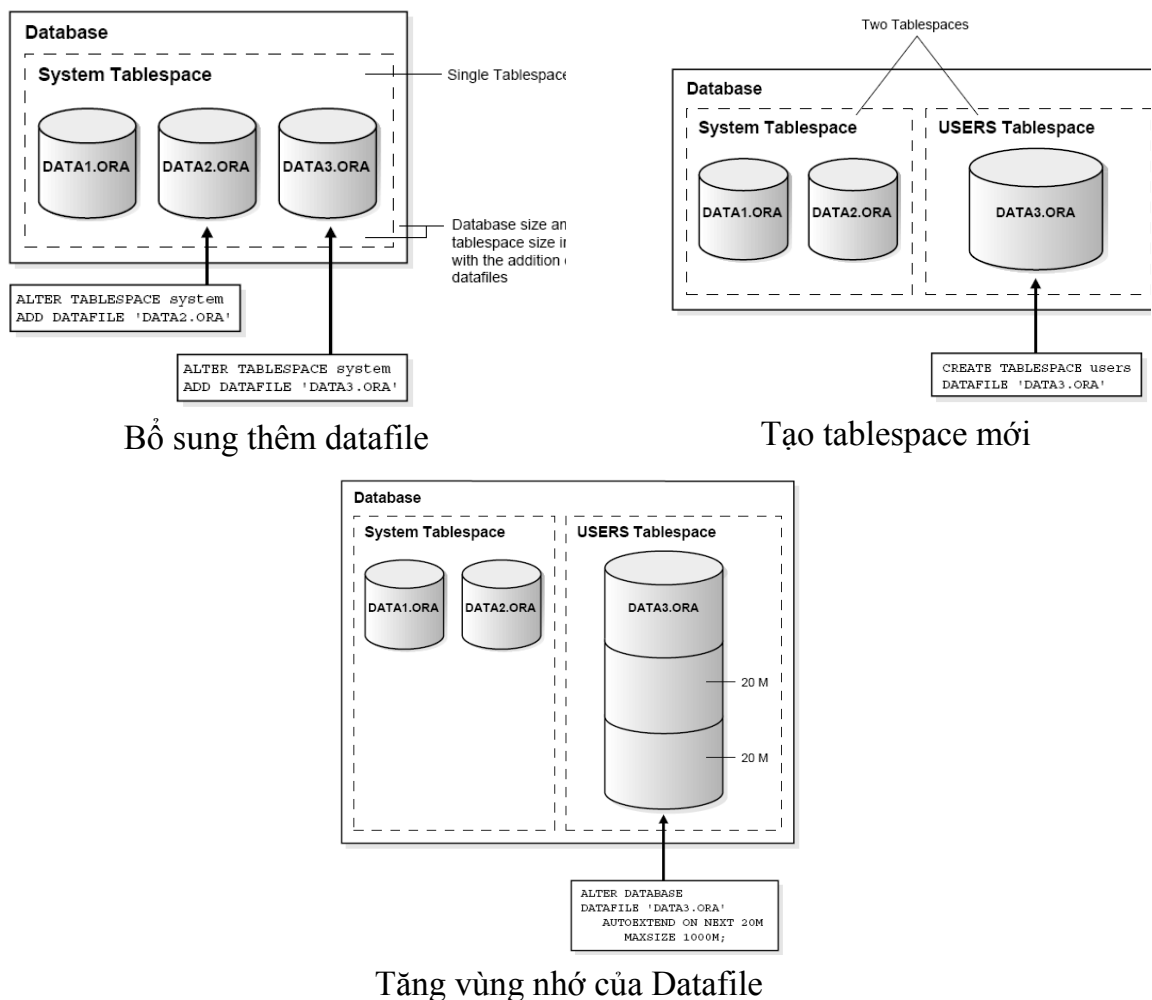 Database
System Tablespace
Single Tablespace
DATA1.ORA
DATA2.ORA
DATA3.ORA
Database size an
tablespace size in
with the addition
datafiles
ALTER TABLESPACE system
ADD DATAFILE 'DATA2.ORA'
ALTER TABLESPACE system
ADD DATAFILE 'DATA3.ORA'
Bổ sung thêm datafile
Two Tablespaces
Database
System Tablespace
USERS Tablespace
DATA1.ORA
DATA2.ORA
DATA3.ORA
CREATE TABLESPACE users
DATAFILE 'DATA3.ORA'
Tạo tablespace mới
Database
System Tablespace
USERS Tablespace
DATA1.ORA
DATA2.ORA
DATA3.ORA
20 M
20 M
ALTER DATABASE
DATAFILE 'DATA3.ORA'
AUTOEXTEND ON NEXT 20M
MAXSIZE 1000M;
Tăng vùng nhớ của Datafile